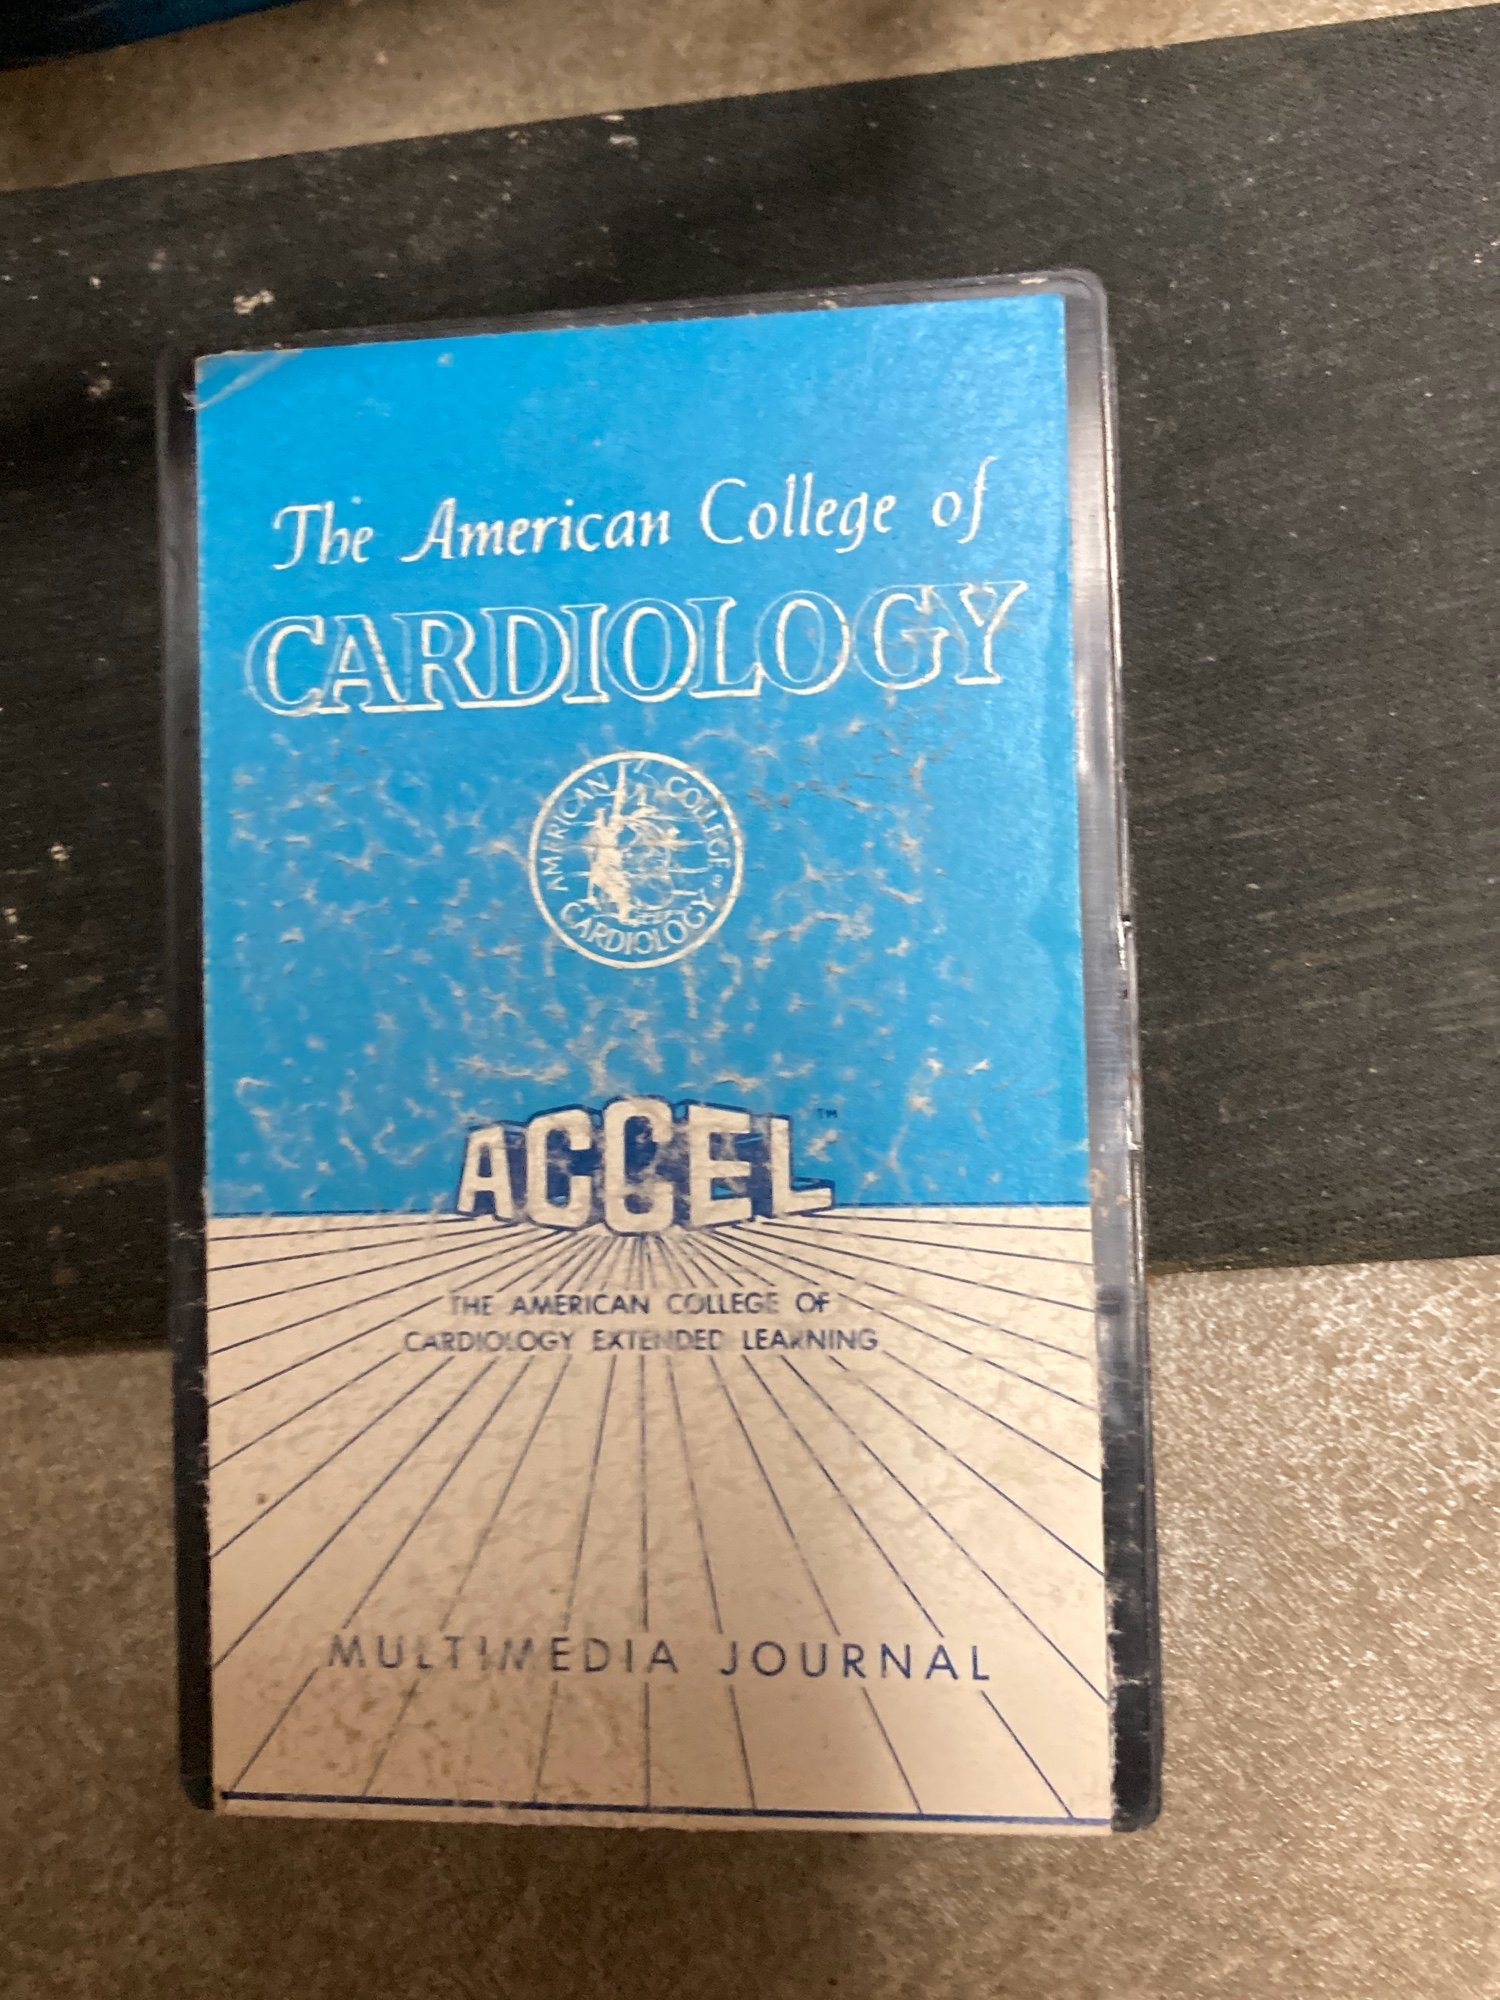 The American College of
CARDIOLOGY
AMERICAN COLLEGE OF
CARDIOLOGY
ACCEL™
THE AMERICAN COLLEGE OF
CARDIOLOGY EXTENDED LEARNING
MULTIMEDIA JOURNAL